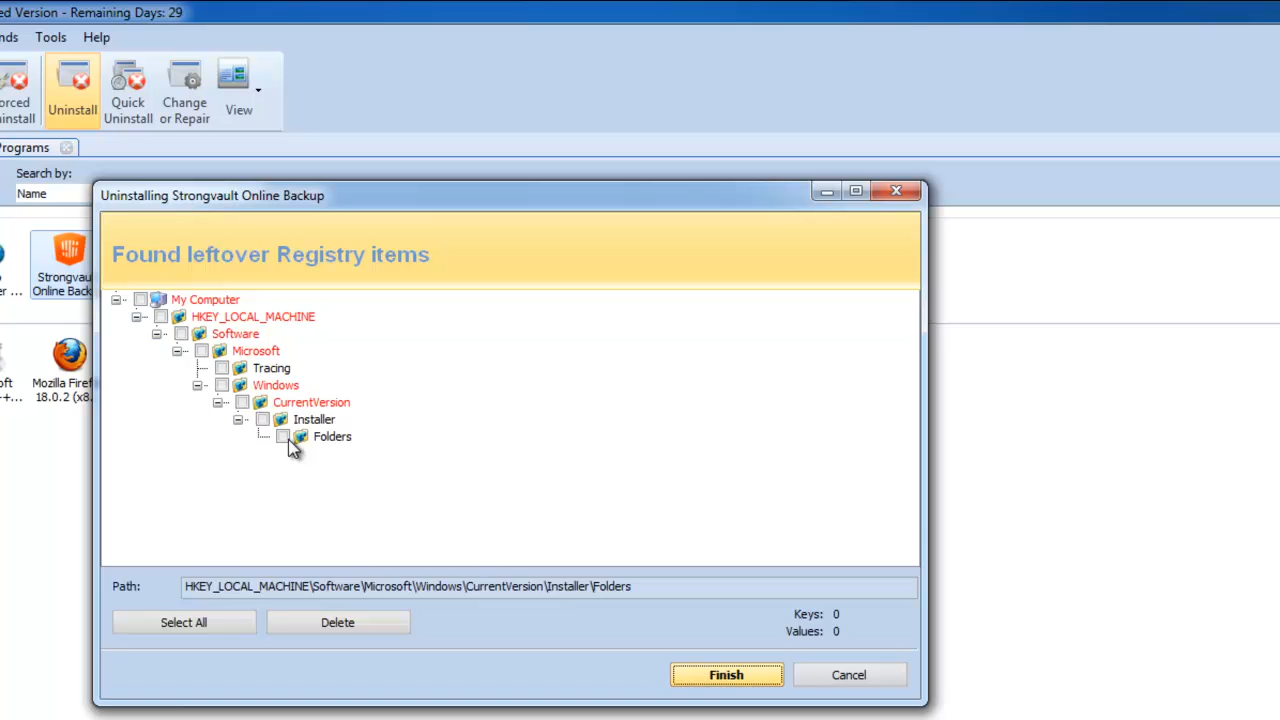 ed Version - Remaining Days: 29
nds Tools Help
orced
ninstall
Uninstall
Quick
Uninstall
Change
or Repair
View
Programs
Search by:
Name
Uninstalling Strongvault Online Backup
Found leftover Registry items
er ...
Strongvau
Online Back
My Computer
HKEY_LOCAL_MACHINE
Software
Microsoft
Tracing
Windows
CurrentVersion
Installer
Folders
soft
++...
Mozilla Firef
18.0.2 (x8.
Path: HKEY_LOCAL_MACHINE\Software\Microsoft\Windows\CurrentVersion\Installer\Folders
Select All
Delete
Keys: 0
Values: 0
Finish
Cancel